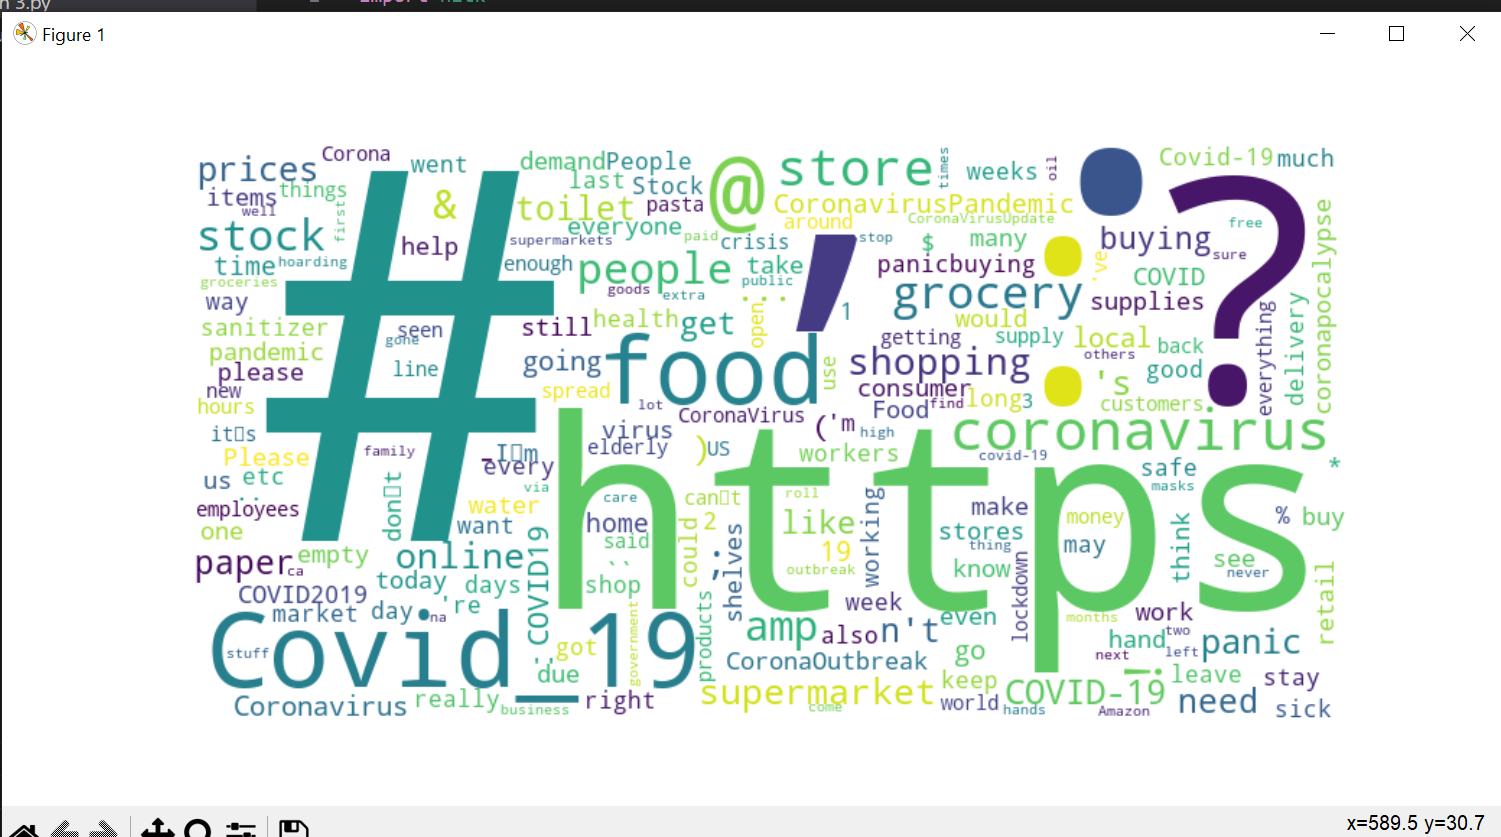 n 3.py
import nltk
Figure 1
Corona
prices
went
demand
People
@
store
times
weeks
oil
Covid-19
much
items
things
last
Stock
well
first
&
toilet
pasta
CoronavirusPandemic
around
CoronaVirusUpdate
free
stock
#
help
everyone
paid
crisis
,
stop
$
many
:
.
?
buying
sure
coronapocalypse
time
hoarding
supermarkets
enough
people
take
public
panicbuying
've
COVID
groceries
goods
extra
...
way
grocery
supplies
sanitizer
seen
gone
still
health
get
open
1
would
everything
delivery
pandemic
line
going
food
use
getting
supply
local
others
back
please
new
spread
shopping
consumer
good
hours
lot
CoronaVirus
Food
find
long
3
's
customers
it▯s
virus
('m
coronavirus
Please
family
_I▯m
elderly
)
US
high
workers
covid-19
us
etc
every
https
safe
masks
*
..
don▯t
via
care
can▯t
roll
employees
water
make
money
%
buy
one
want
home
could
2
like
working
stores
think
paper
ca
empty
online
COVID19
said
``
;
shelves
19
outbreak
thing
know
may
see
never
today
days
shop
COVID2019
market
day
're
na
products
week
even
lockdown
months
work
retail
Covid_19
stuff
got
''
due
government
amp
also
n't
hand
two
left
next
panic
CoronaOutbreak
go
keep
leave
stay
Coronavirus
really
business
right
supermarket
come
world
COVID-19
hands
Amazon
need
sick
x=589.5 y=30.7